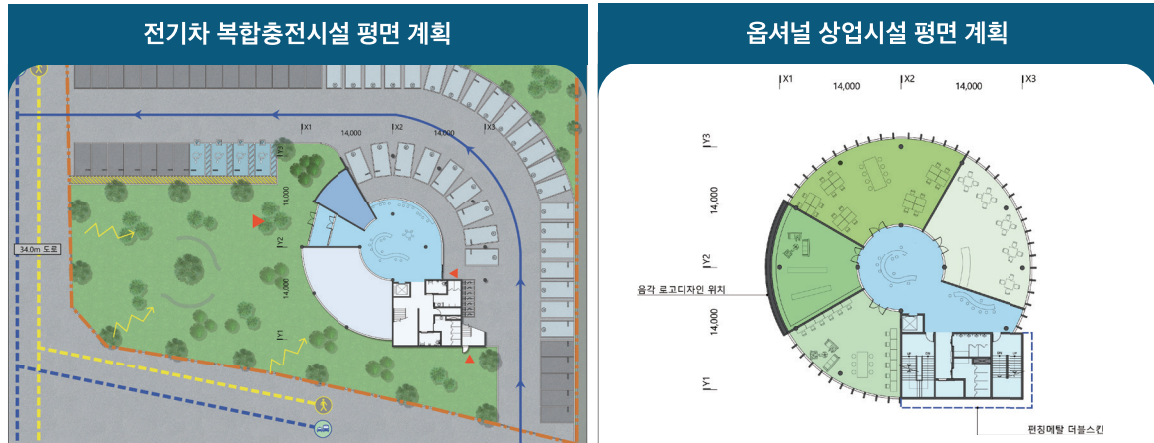 전기차 복합충전시설 평면 계획
X1
X2
X3
14,000
14,000
Y3
14,000
Y2
14,000
Y1
34.0m 도로
옵셔널 상업시설 평면 계획
X1
X2
X3
14,000
14,000
Y3
14,000
Y2
14,000
Y1
음각 로고디자인 위치
펀칭메탈 더블스킨